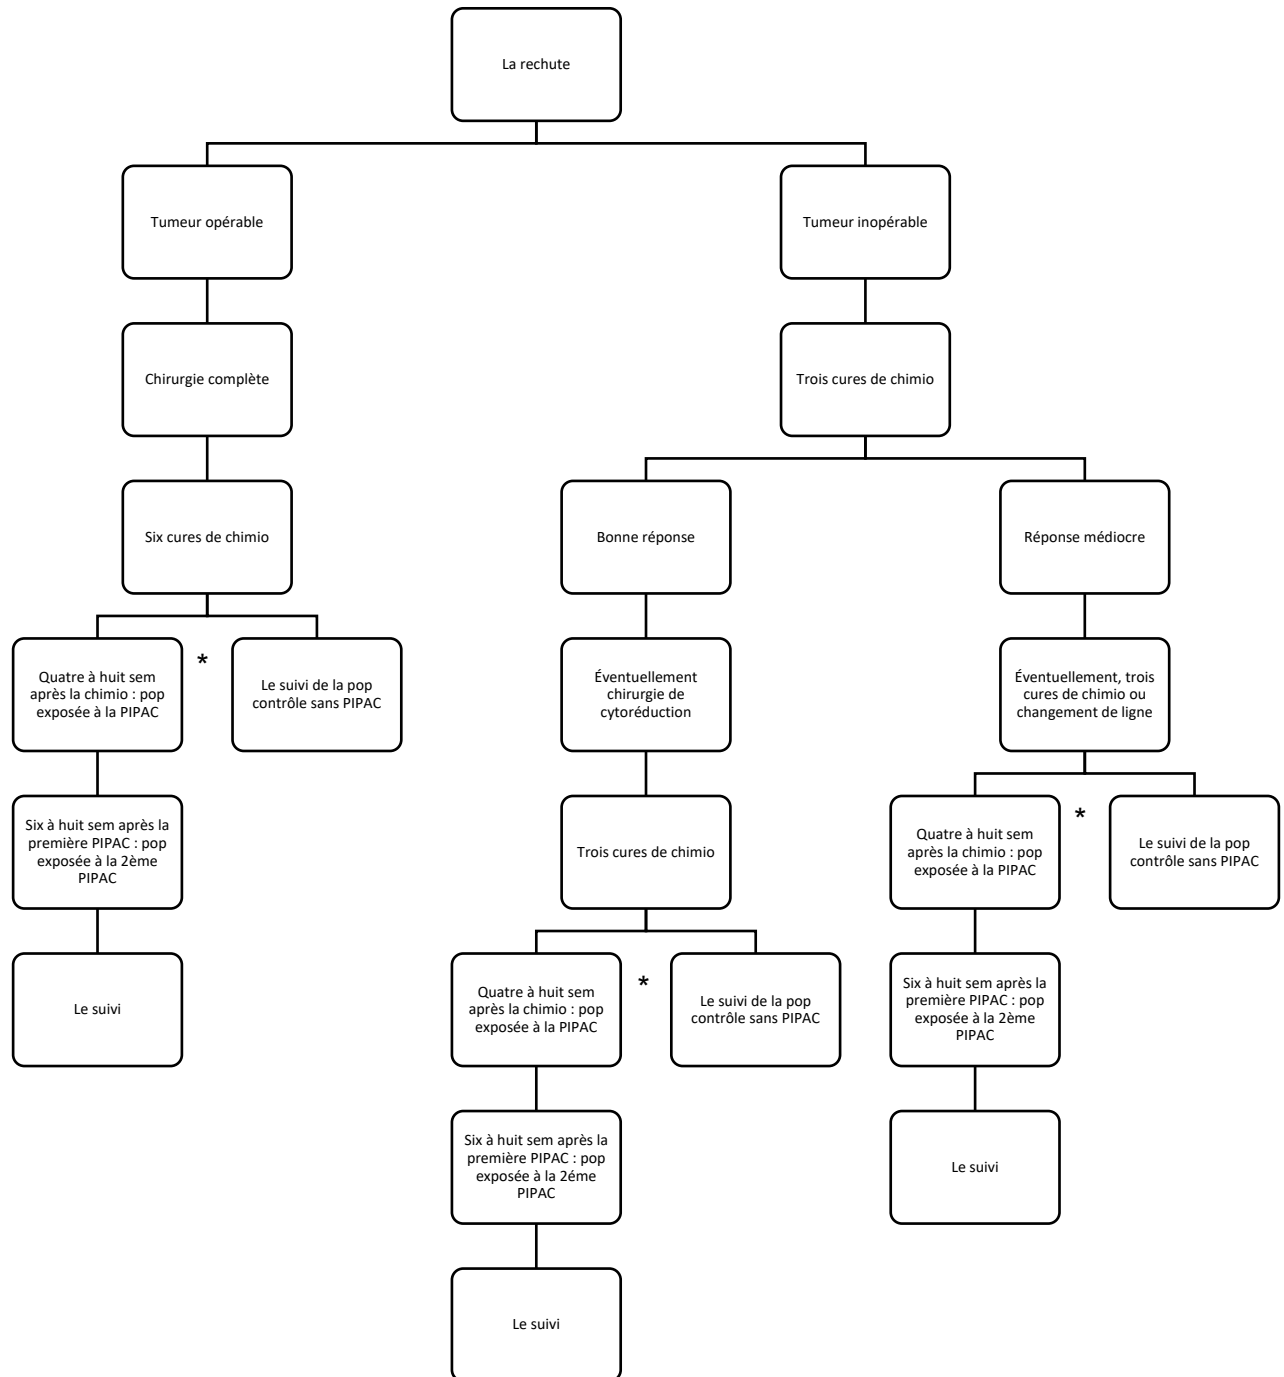 La rechute
Tumeur opérable
Tumeur inopérable
Chirurgie complète
Trois cures de chimio
Six cures de chimio
Bonne réponse
Réponse médiocre
Quatre à huit sem
après la chimio : pop
exposée à la PIPAC
*
Le suivi de la pop
contrôle sans PIPAC
Éventuellement
chirurgie de
cytoréduction
Éventuellement, trois
cures de chimio ou
changement de ligne
Six à huit sem après la
première PIPAC : pop
exposée à la 2ème
PIPAC
Trois cures de chimio
Quatre à huit sem
après la chimio : pop
exposée à la PIPAC
*
Le suivi de la pop
contrôle sans PIPAC
Le suivi
Quatre à huit sem
après la chimio : pop
exposée à la PIPAC
*
Le suivi de la pop
contrôle sans PIPAC
Six à huit sem après la
première PIPAC : pop
exposée à la 2ème
PIPAC
Six à huit sem après la
première PIPAC : pop
exposée à la 2éme
PIPAC
Le suivi
Le suivi